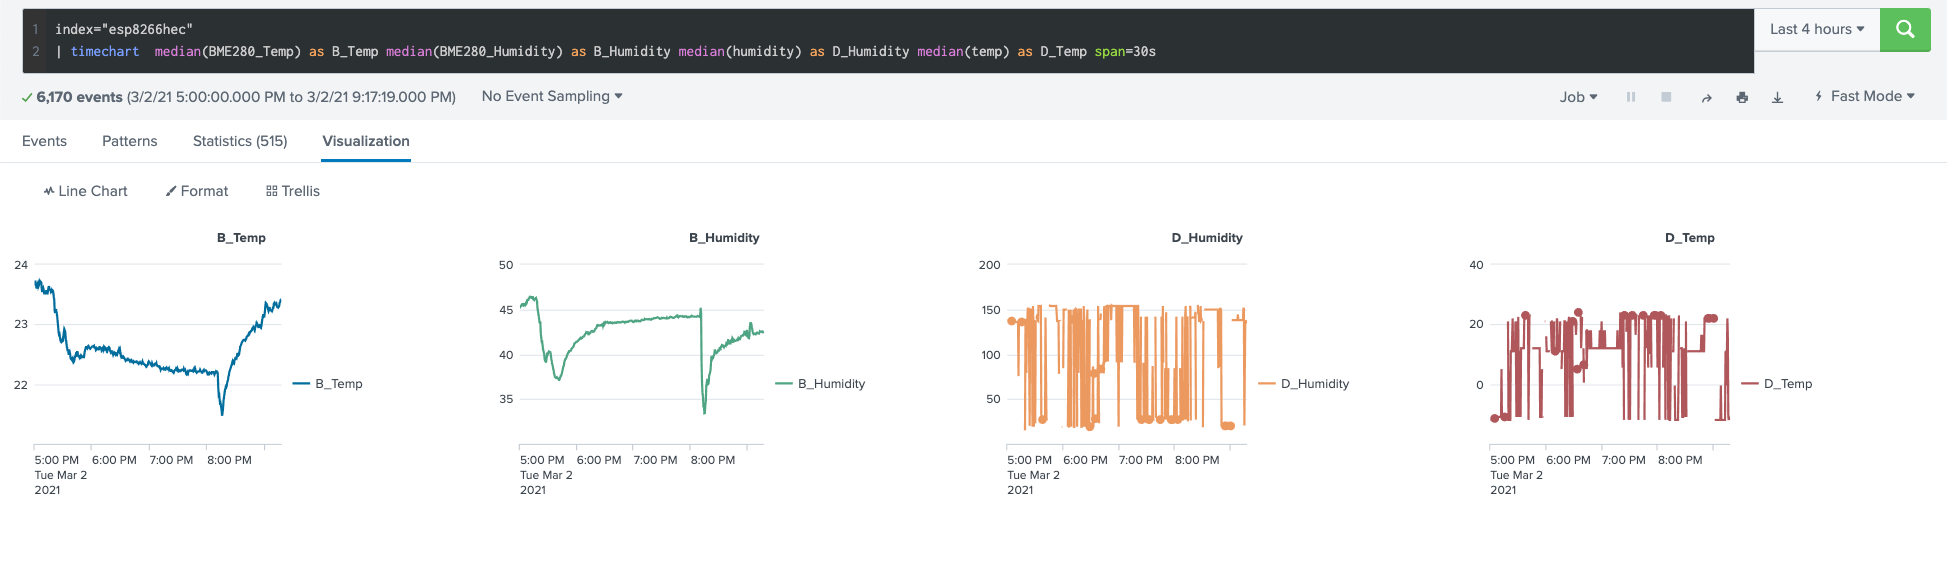 1 index="esp8266hec"
2 | timechart  median(BME280_Temp) as B_Temp median(BME280_Humidity) as B_Humidity median(humidity) as D_Humidity median(temp) as D_Temp span=30s
Last 4 hours
6,170 events (3/2/21 5:00:00.000 PM to 3/2/21 9:17:19.000 PM) No Event Sampling Job Fast Mode
Events Patterns Statistics (515) Visualization
Line Chart Format Trellis
B_Temp
24
23
22
B_Temp
5:00 PM 6:00 PM 7:00 PM 8:00 PM
Tue Mar 2
2021
B_Humidity
50
45
40
35
B_Humidity
5:00 PM 6:00 PM 7:00 PM 8:00 PM
Tue Mar 2
2021
D_Humidity
200
150
100
50
D_Humidity
5:00 PM 6:00 PM 7:00 PM 8:00 PM
Tue Mar 2
2021
D_Temp
40
20
0
D_Temp
5:00 PM 6:00 PM 7:00 PM 8:00 PM
Tue Mar 2
2021